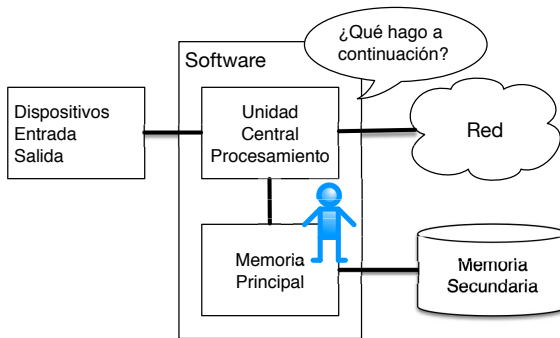 ¿Qué hago a
continuación?
Software
Dispositivos
Entrada
Salida
Unidad
Central
Procesamiento
Red
Memoria
Principal
Memoria
Secundaria